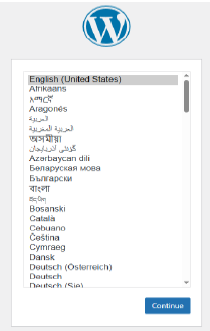 English (United States)
Afrikaans
አማርኛ
Aragonés
العربية
العربية المغربية
অসমীয়া
گؤنئی آذربایجان
Azərbaycan dili
Беларуская мова
Български
বাংলা
བོད་ཡིག
Bosanski
Català
Cebuano
Čeština
Cymraeg
Dansk
Deutsch (Österreich)
Deutsch
Deutsch (Sie)
Continue